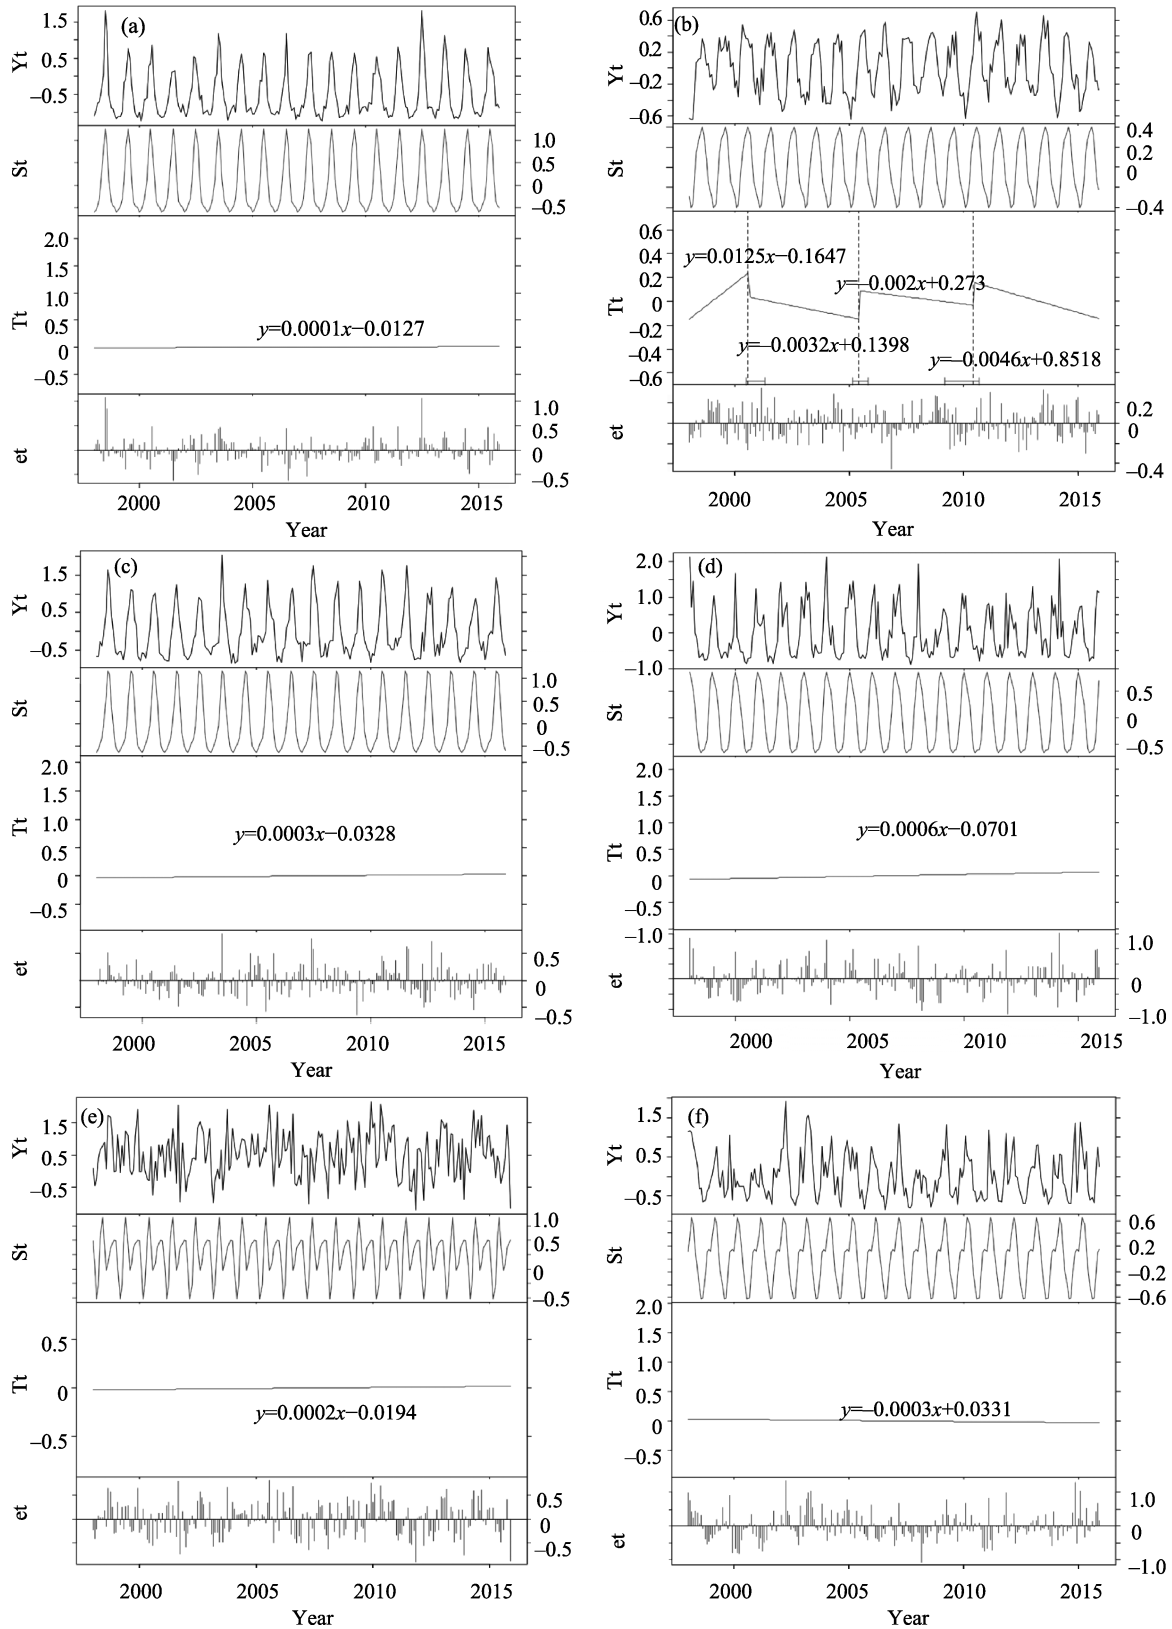 (a)
Yt
1.5
0.5
−0.5
St
1.0
0.5
0
−0.5
Tt
2.0
1.5
1.0
0.5
0
−0.5
y=0.0001x−0.0127
et
1.0
0.5
0
−0.5
2000 2005 2010 2015
Year
(b)
Yt
0.6
0.2
−0.2
−0.6
St
0.4
0.2
0
−0.4
Tt
0.6
0.4
0.2
0
−0.2
−0.4
−0.6
y=0.0125x−0.1647
y=−0.002x+0.273
y=−0.0032x+0.1398
y=−0.0046x+0.8518
et
0.2
0
−0.4
2000 2005 2010 2015
Year
(c)
Yt
1.5
0.5
−0.5
St
1.0
0.5
0
−0.5
Tt
2.0
1.5
1.0
0.5
0
−0.5
y=0.0003x−0.0328
et
0.5
0
−0.5
2000 2005 2010 2015
Year
(d)
Yt
2.0
1.0
0
−1.0
St
0.5
0
−0.5
Tt
2.0
1.5
1.0
0.5
0
−0.5
−1.0
y=0.0006x−0.0701
et
1.0
0
−1.0
2000 2005 2010 2015
Year
(e)
Yt
1.5
0.5
−0.5
St
1.0
0.5
0
−0.5
Tt
0.5
0
−0.5
y=0.0002x−0.0194
et
0.5
0
−0.5
2000 2005 2010 2015
Year
(f)
Yt
1.5
0.5
−0.5
St
0.6
0.2
−0.2
−0.6
Tt
2.0
1.5
1.0
0.5
0
−0.5
y=−0.0003x+0.0331
et
1.0
0
−1.0
2000 2005 2010 2015
Year